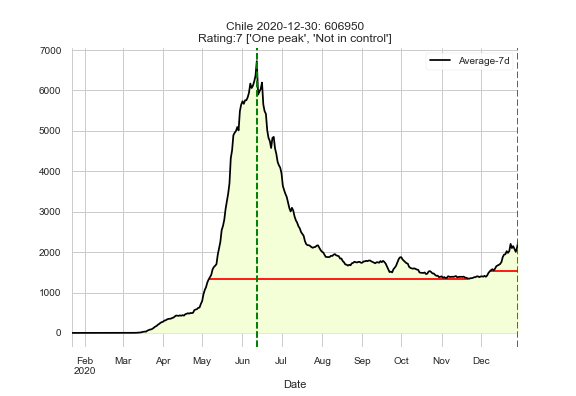 Chile 2020-12-30: 606950
Rating:7 ['One peak', 'Not in control']
Average-7d
7000
6000
5000
4000
3000
2000
1000
0
Feb Mar Apr May Jun Jul Aug Sep Oct Nov Dec
2020
Date